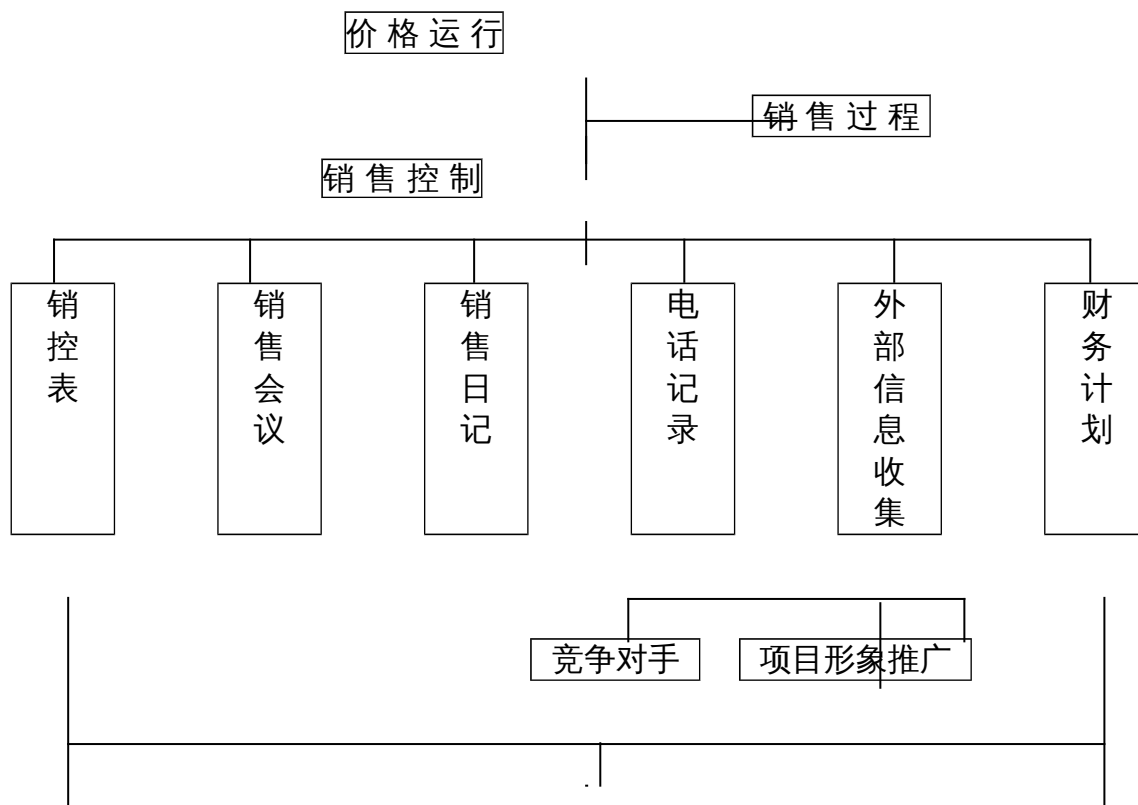 价格运行
销售过程
销售控制
销控表
销售会议
销售日记
电话记录
外部信息收集
财务计划
竞争对手
项目形象推广